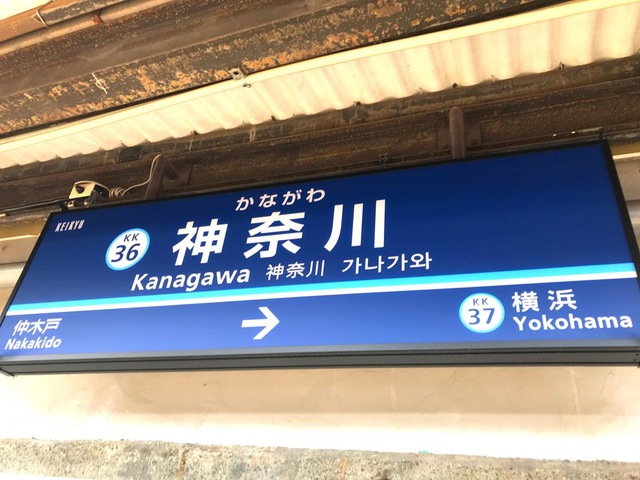 KEIKYU
かながわ
KK
36
神奈川
Kanagawa 神奈川 가나가와
仲木戸
Nakakido
→
KK
37
横浜
Yokohama